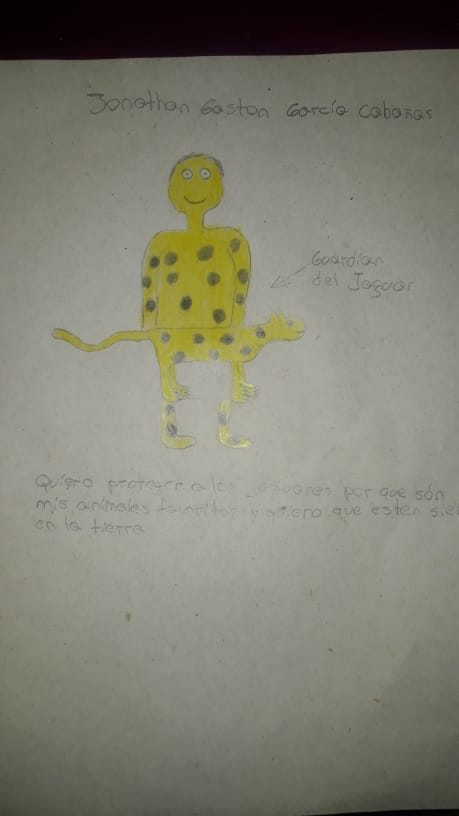 Jonathan Gaston García Cabañas
Guardian
del Jaguar
Quiero proteger a los jaguares por que són
mis animales favoritos y quiero que esten sie
en la tierra